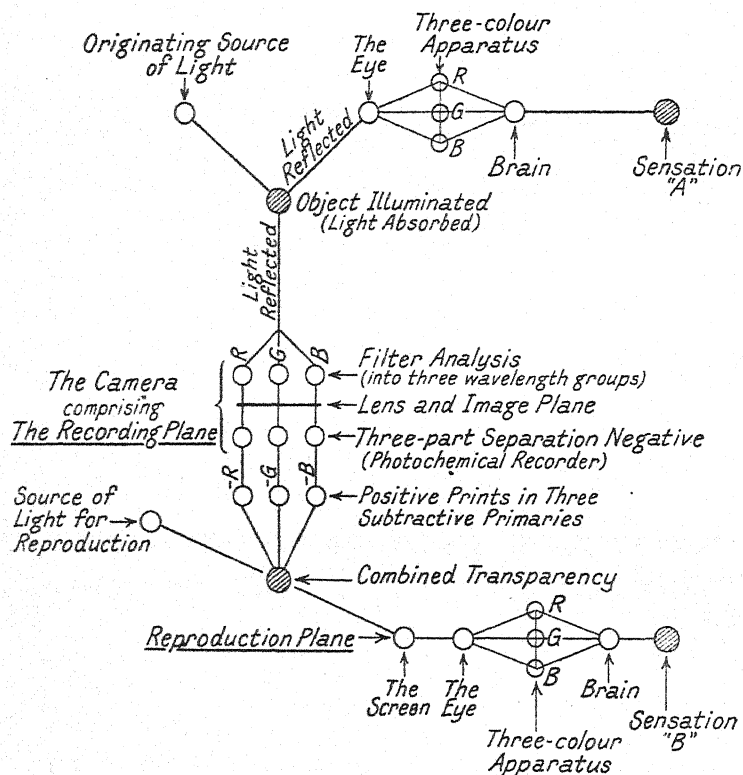 Originating Source
of Light
The
Eye
Three-colour
Apparatus
R
G
B
Brain
Sensation
"A"
Light
Reflected
Object Illuminated
(Light Absorbed)
Light
Reflected
R
G
B
The Camera
comprising
The Recording Plane
Filter Analysis
(into three wavelength groups)
Lens and Image Plane
Three-part Separation Negative
(Photochemical Recorder)
-R
-G
-B
Positive Prints in Three
Subtractive Primaries
Source of
Light for
Reproduction
Combined Transparency
Reproduction Plane
The
Screen
The
Eye
R
G
B
Three-colour
Apparatus
Brain
Sensation
"B"